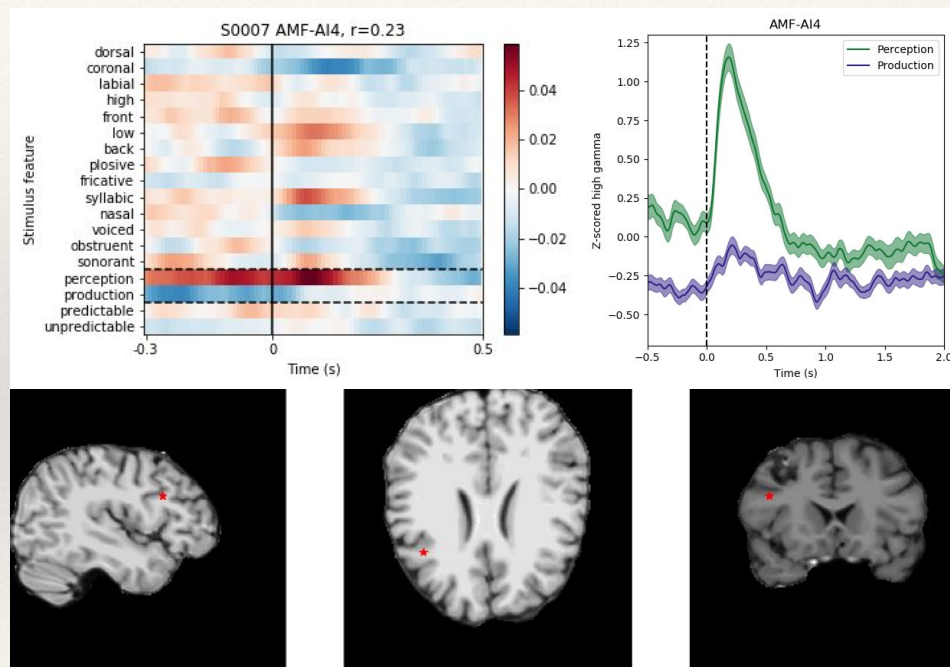 S0007 AMF-AI4, r=0.23
Stimulus feature
dorsal
coronal
labial
high
front
low
back
plosive
fricative
syllabic
nasal
voiced
obstruent
sonorant
perception
production
predictable
unpredictable
-0.3
0
0.5
Time (s)
0.04
0.02
0.00
−0.02
−0.04
AMF-AI4
Perception
Production
Z-scored high gamma
1.25
1.00
0.75
0.50
0.25
0.00
−0.25
−0.50
−0.5
0.0
0.5
1.0
1.5
2.0
Time (s)